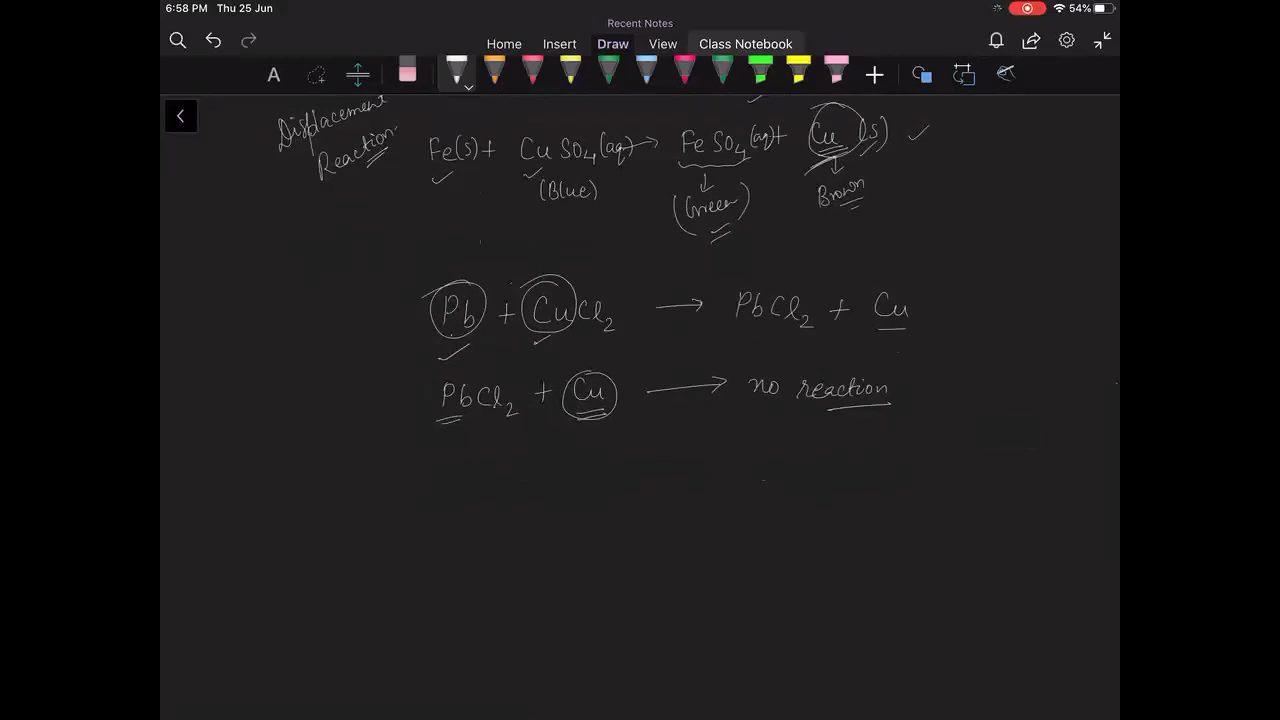 6:58 PM Thu 25 Jun
54%
Recent Notes
Home Insert Draw View Class Notebook
A
Displacement
Reaction
Fe(s) + CuSO4(aq) → FeSO4(aq) + Cu(s)
(Blue)
(Green)
Brown
Pb + CuCl2 → PbCl2 + Cu
PbCl2 + Cu → no reaction